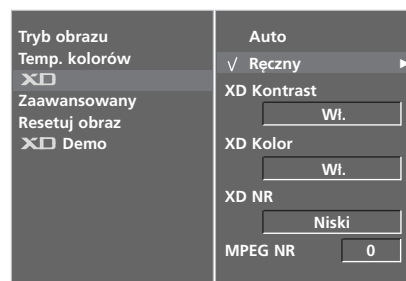 Tryb obrazu
Temp. kolorów
XD
Zaawansowany
Resetuj obraz
XD Demo
Auto
√ Ręczny ►
XD Kontrast
Wł.
XD Kolor
Wł.
XD NR
Niski
MPEG NR 0